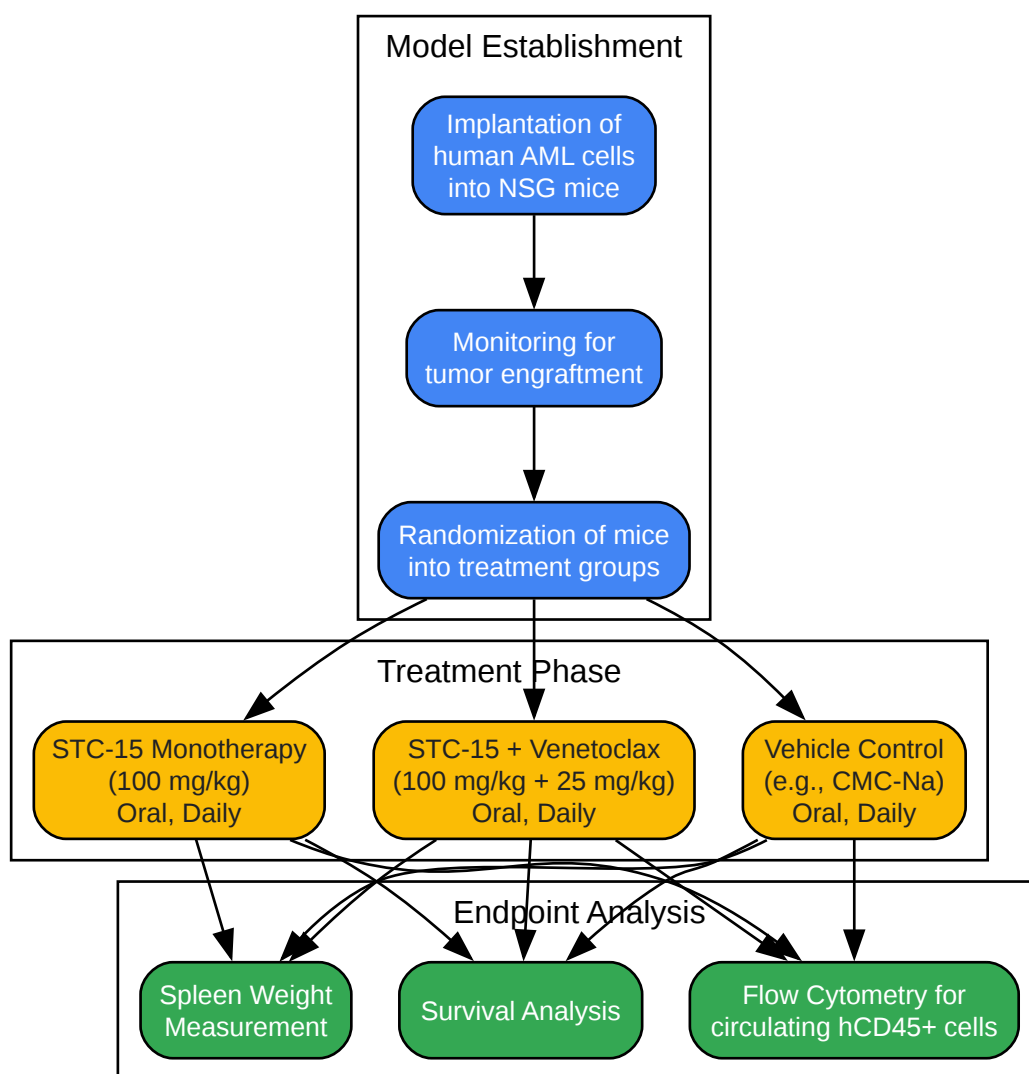 Model Establishment
Implantation of
human AML cells
into NSG mice
Monitoring for
tumor engraftment
Randomization of mice
into treatment groups
Treatment Phase
STC-15 Monotherapy
(100 mg/kg)
Oral, Daily
STC-15 + Venetoclax
(100 mg/kg + 25 mg/kg)
Oral, Daily
Vehicle Control
(e.g., CMC-Na)
Oral, Daily
Endpoint Analysis
Spleen Weight
Measurement
Survival Analysis
Flow Cytometry for
circulating hCD45+ cells